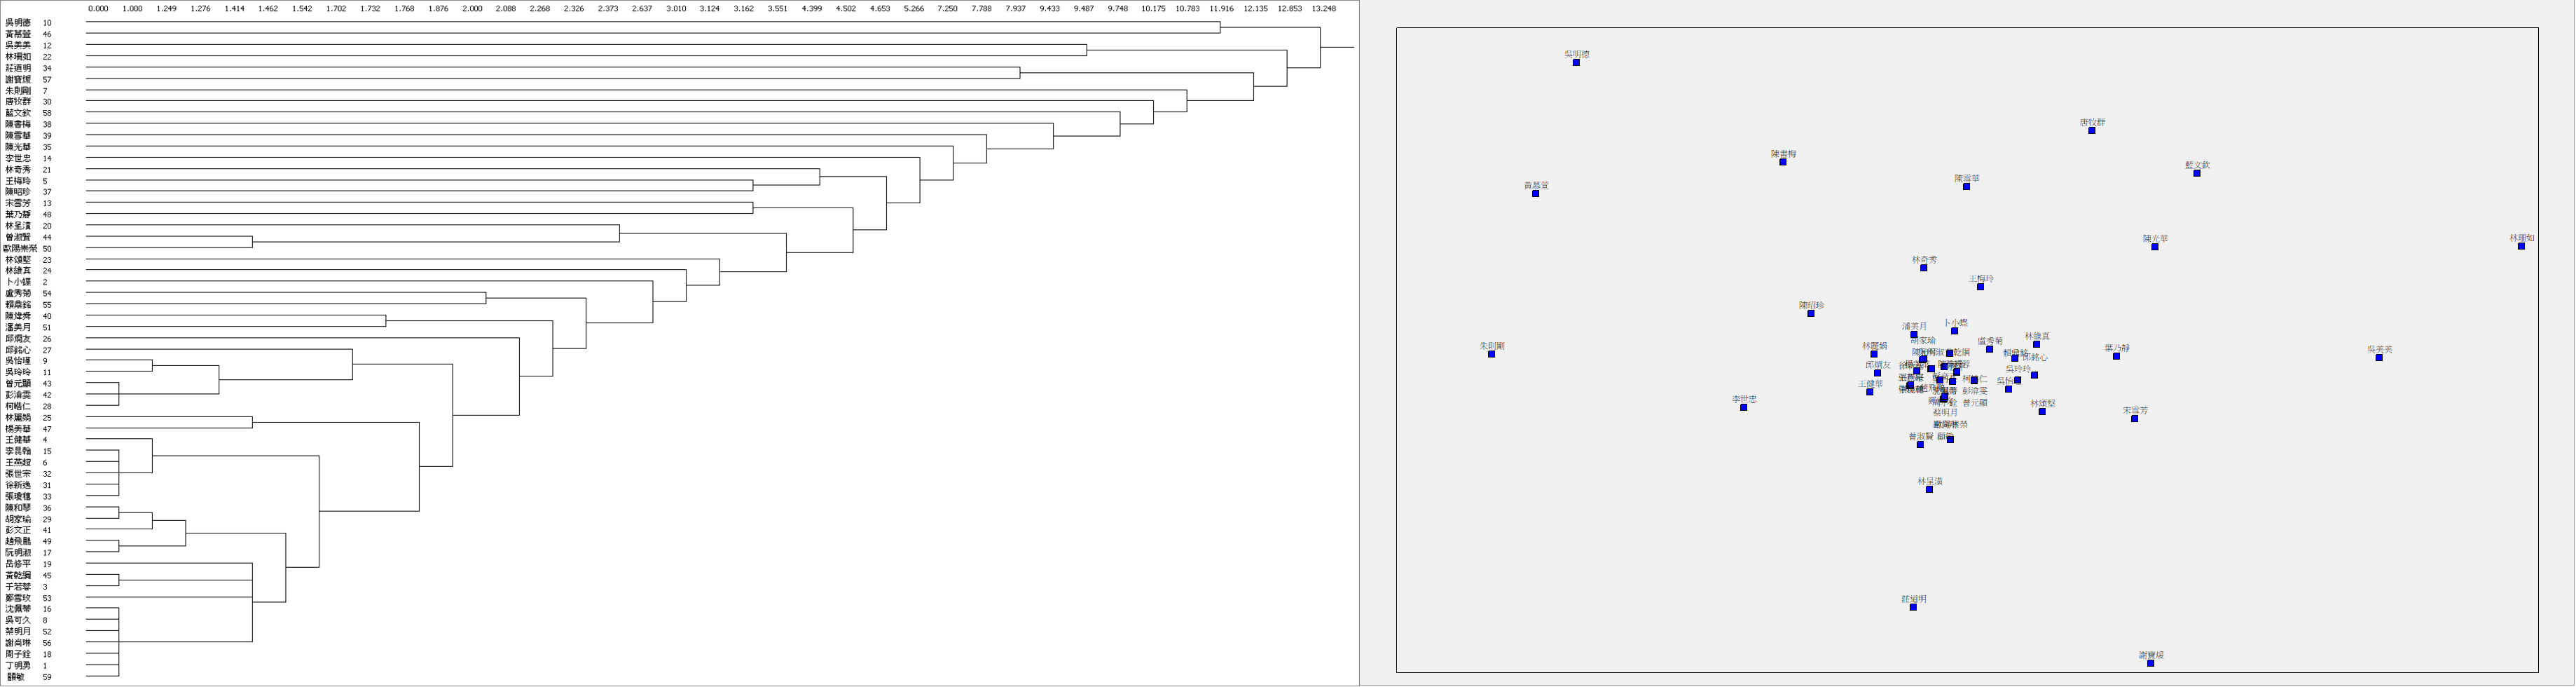 0.000 1.000 1.249 1.276 1.414 1.462 1.542 1.702 1.732 1.768 1.876 2.000 2.088 2.268 2.326 2.373 2.637 3.010 3.124 3.162 3.551 4.399 4.502 4.653 5.266 7.250 7.788 7.937 9.433 9.487 9.748 10.175 10.783 11.916 12.135 12.853 13.248
吳明德 10
黃慕萱 46
吳美美 12
林珊如 22
莊道明 34
謝寶煖 57
朱則剛 7
唐牧群 30
藍文欽 58
陳書梅 38
陳雪華 39
陳光華 35
李世忠 14
林奇秀 21
王梅玲 5
陳昭珍 37
宋雪芳 13
葉乃靜 48
林呈潢 20
曾淑賢 44
歐陽崇榮 50
林頌堅 23
林雄真 24
卜小蝶 2
盧秀菊 54
賴鼎銘 55
陳煒舜 40
潘美月 51
邱炯友 26
邱銘心 27
吳怡瑾 9
吳玲玲 11
曾元顯 43
彭湞雯 42
柯皓仁 28
林麗娟 25
楊美華 47
王健華 4
李昆翰 15
王燕超 6
張世宗 32
徐新逸 31
張瓊穗 33
陳和琴 36
胡家瑜 29
彭文正 41
趙飛鵬 49
阮明淑 17
岳修平 19
黃乾綱 45
于若蓉 3
鄭雪玫 53
沈佩蒂 16
吳可久 8
蔡明月 52
謝尚琳 56
周子銓 18
丁明勇 1
顧敏 59
吳明德
唐牧群
陳書梅
藍文欽
黃慕萱
陳雪華
陳光華
林珊如
林奇秀
王梅玲
陳昭珍
卜小蝶
潘美月
胡家瑜
林雄真
盧秀菊
朱則剛
林麗娟
葉乃靜
吳美美
邱銘心
邱炯友
吳玲玲
王健華
彭湞雯
李世忠
曾元顯
林頌堅
宋雪芳
蔡明月
曾淑賢
林呈潢
莊道明
謝寶煖